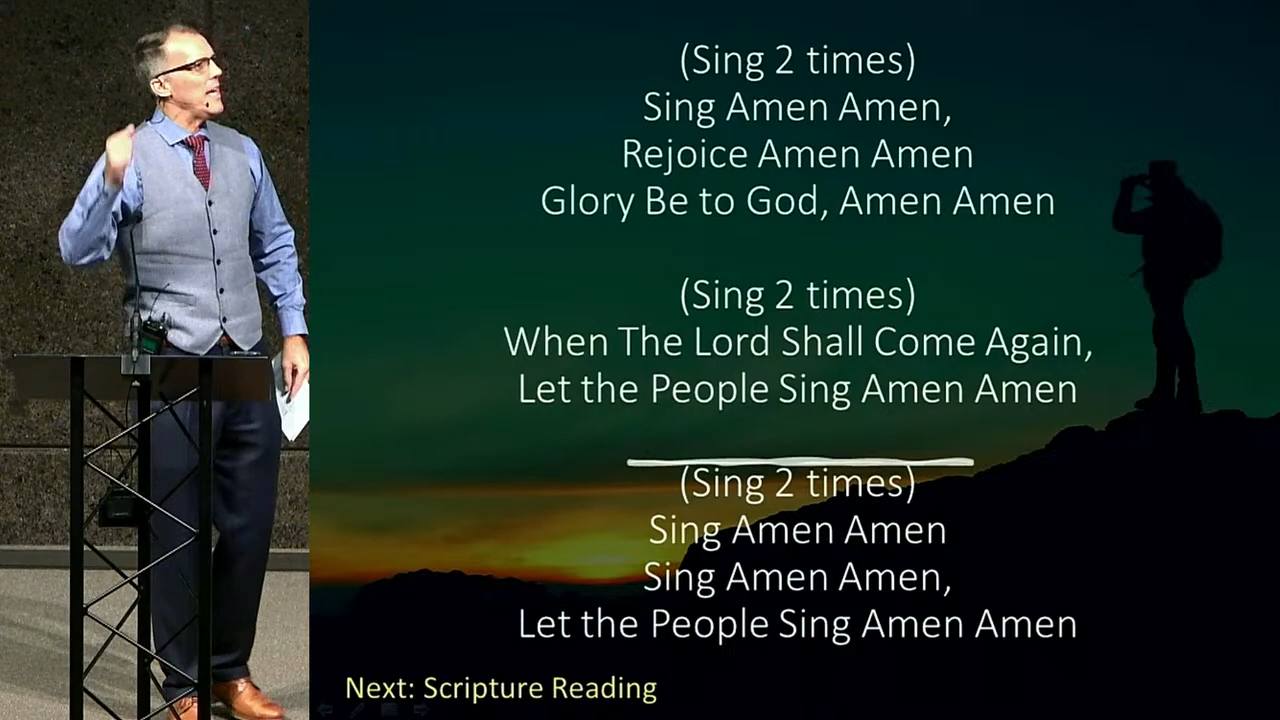 (Sing 2 times)
Sing Amen Amen,
Rejoice Amen Amen
Glory Be to God, Amen Amen
(Sing 2 times)
When The Lord Shall Come Again,
Let the People Sing Amen Amen
(Sing 2 times)
Sing Amen Amen
Sing Amen Amen,
Let the People Sing Amen Amen
Next: Scripture Reading